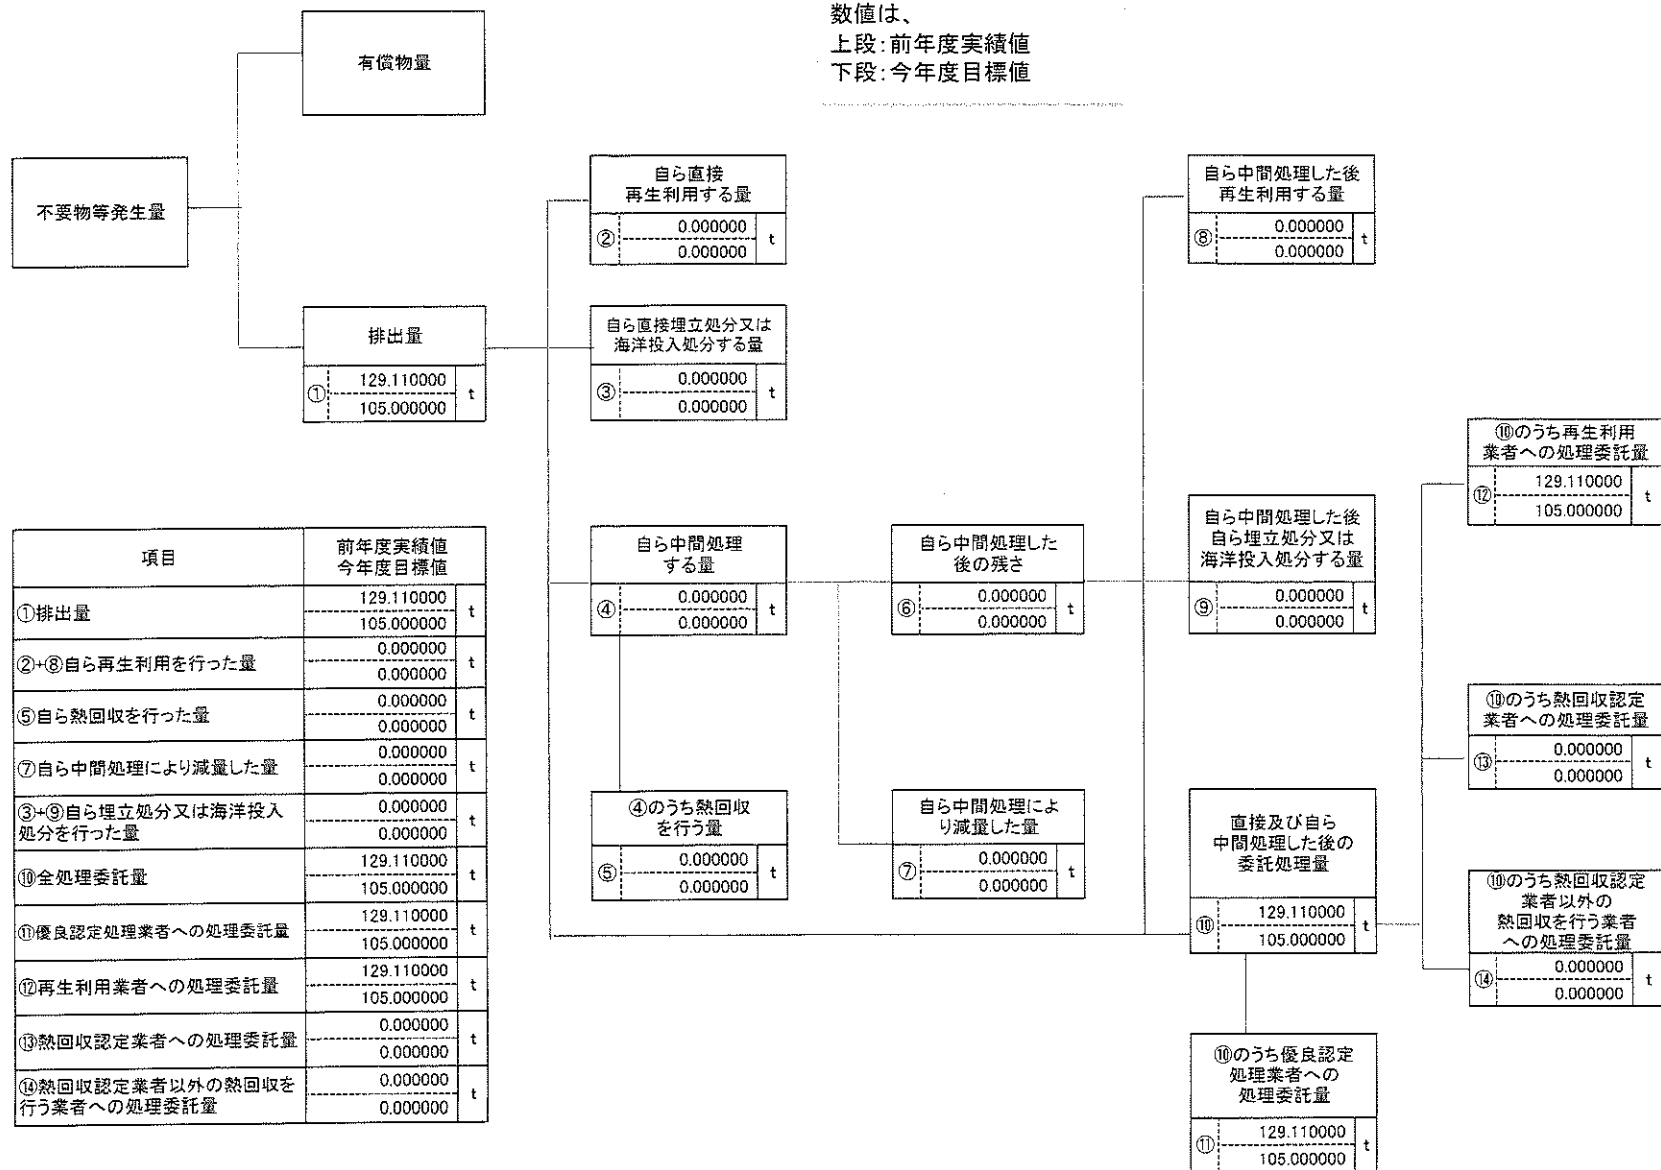 数値は、
上段：前年度実績値
下段：今年度目標値
有償物量
不要物等発生量
排出量
①
129.110000
105.000000
t
自ら直接
再生利用する量
②
0.000000
0.000000
t
自ら直接埋立処分又は
海洋投入処分する量
③
0.000000
0.000000
t
自ら中間処理
する量
④
0.000000
0.000000
t
④のうち熱回収
を行う量
⑤
0.000000
0.000000
t
自ら中間処理した
後の残さ
⑥
0.000000
0.000000
t
自ら中間処理によ
り減量した量
⑦
0.000000
0.000000
t
自ら中間処理した後
再生利用する量
⑧
0.000000
0.000000
t
自ら中間処理した後
自ら埋立処分又は
海洋投入処分する量
⑨
0.000000
0.000000
t
直接及び自ら
中間処理した後の
委託処理量
⑩
129.110000
105.000000
t
⑩のうち優良認定
処理業者への
処理委託量
⑪
129.110000
105.000000
t
⑩のうち再生利用
業者への処理委託量
⑫
129.110000
105.000000
t
⑩のうち熱回収認定
業者への処理委託量
⑬
0.000000
0.000000
t
⑩のうち熱回収認定
業者以外の
熱回収を行う業者
への処理委託量
⑭
0.000000
0.000000
t
項目
前年度実績値
今年度目標値
①排出量
129.110000
105.000000
t
②+⑧自ら再生利用を行った量
0.000000
0.000000
t
⑤自ら熱回収を行った量
0.000000
0.000000
t
⑦自ら中間処理により減量した量
0.000000
0.000000
t
③+⑨自ら埋立処分又は海洋投入
処分を行った量
0.000000
0.000000
t
⑩全処理委託量
129.110000
105.000000
t
⑪優良認定処理業者への処理委託量
129.110000
105.000000
t
⑫再生利用業者への処理委託量
129.110000
105.000000
t
⑬熱回収認定業者への処理委託量
0.000000
0.000000
t
⑭熱回収認定業者以外の熱回収を
行う業者への処理委託量
0.000000
0.000000
t